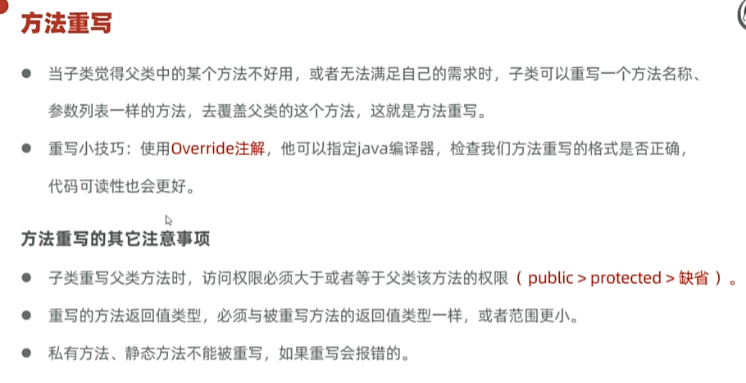 方法重写
● 当子类觉得父类中的某个方法不好用，或者无法满足自己的需求时，子类可以重写一个方法名称、
参数列表一样的方法，去覆盖父类的这个方法，这就是方法重写。
● 重写小技巧：使用Override注解，他可以指定java编译器，检查我们方法重写的格式是否正确，
代码可读性也会更好。
方法重写的其它注意事项
● 子类重写父类方法时，访问权限必须大于或者等于父类该方法的权限（ public > protected > 缺省 ）。
● 重写的方法返回值类型，必须与被重写方法的返回值类型一样，或者范围更小。
● 私有方法、静态方法不能被重写，如果重写会报错的。